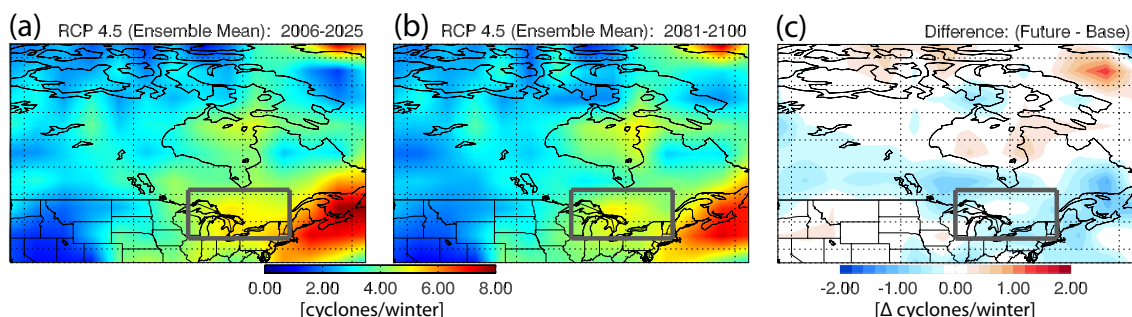 (a) RCP 4.5 (Ensemble Mean): 2006-2025
(b) RCP 4.5 (Ensemble Mean): 2081-2100
(c) Difference: (Future - Base)
0.00 2.00 4.00 6.00 8.00
[cyclones/winter]
-2.00 -1.00 0.00 1.00 2.00
[Δ cyclones/winter]